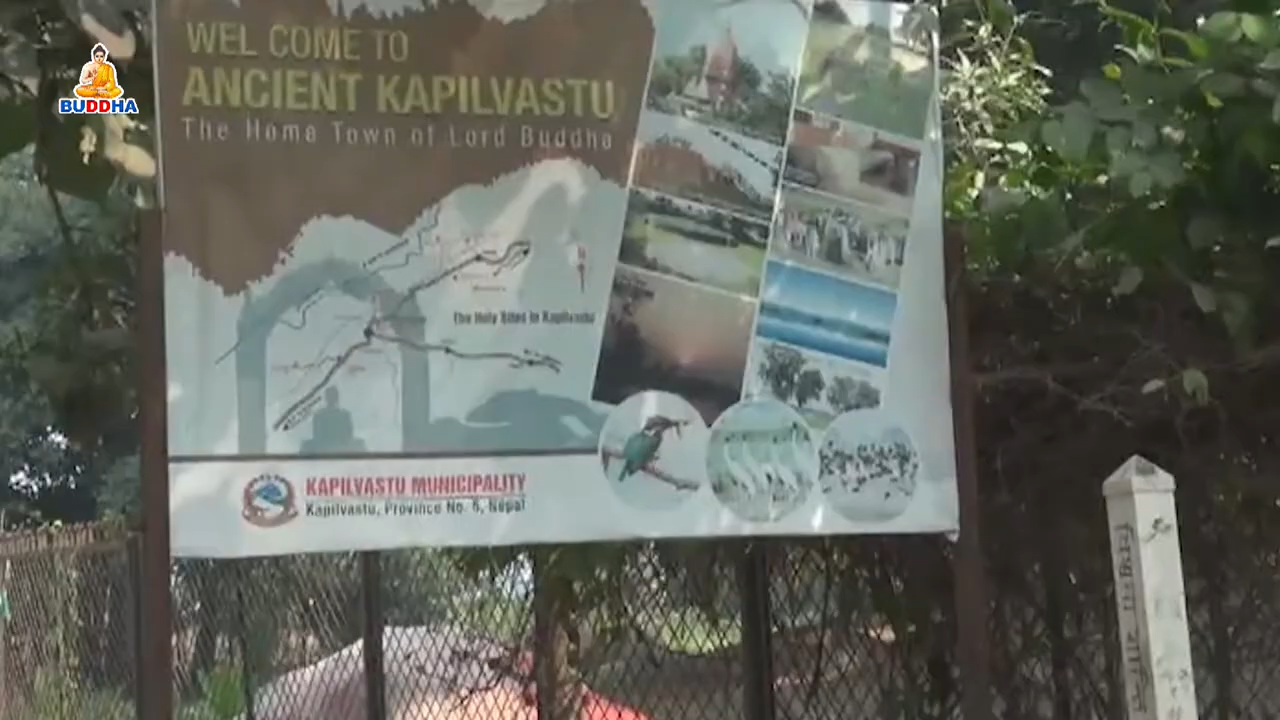 BUDDHA
WEL COME TO
ANCIENT KAPILVASTU
The Home Town of Lord Buddha
The Holy Sites in Kapilvastu
KAPILVASTU MUNICIPALITY
Kapilvastu, Province No. 5, Nepal